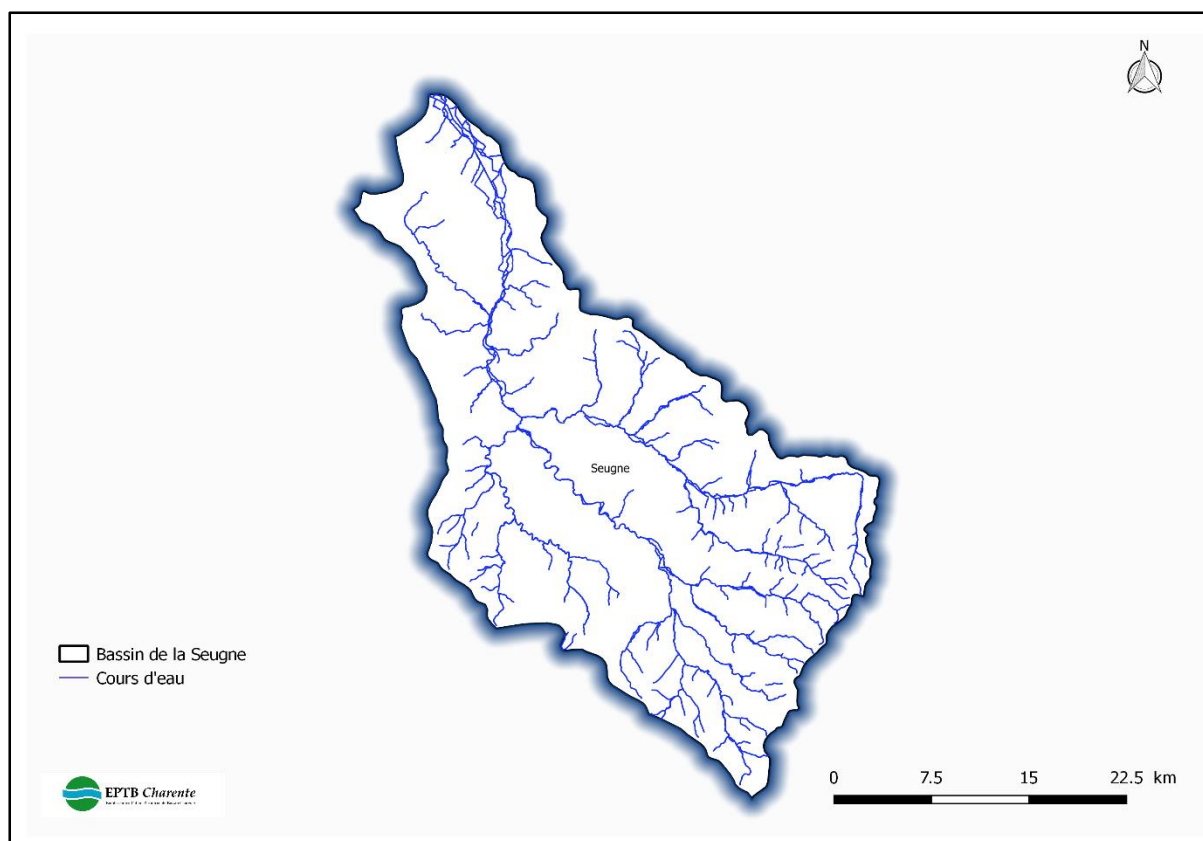 N
Seugne
Bassin de la Seugne
Cours d'eau
EPTB Charente
0 7.5 15 22.5 km